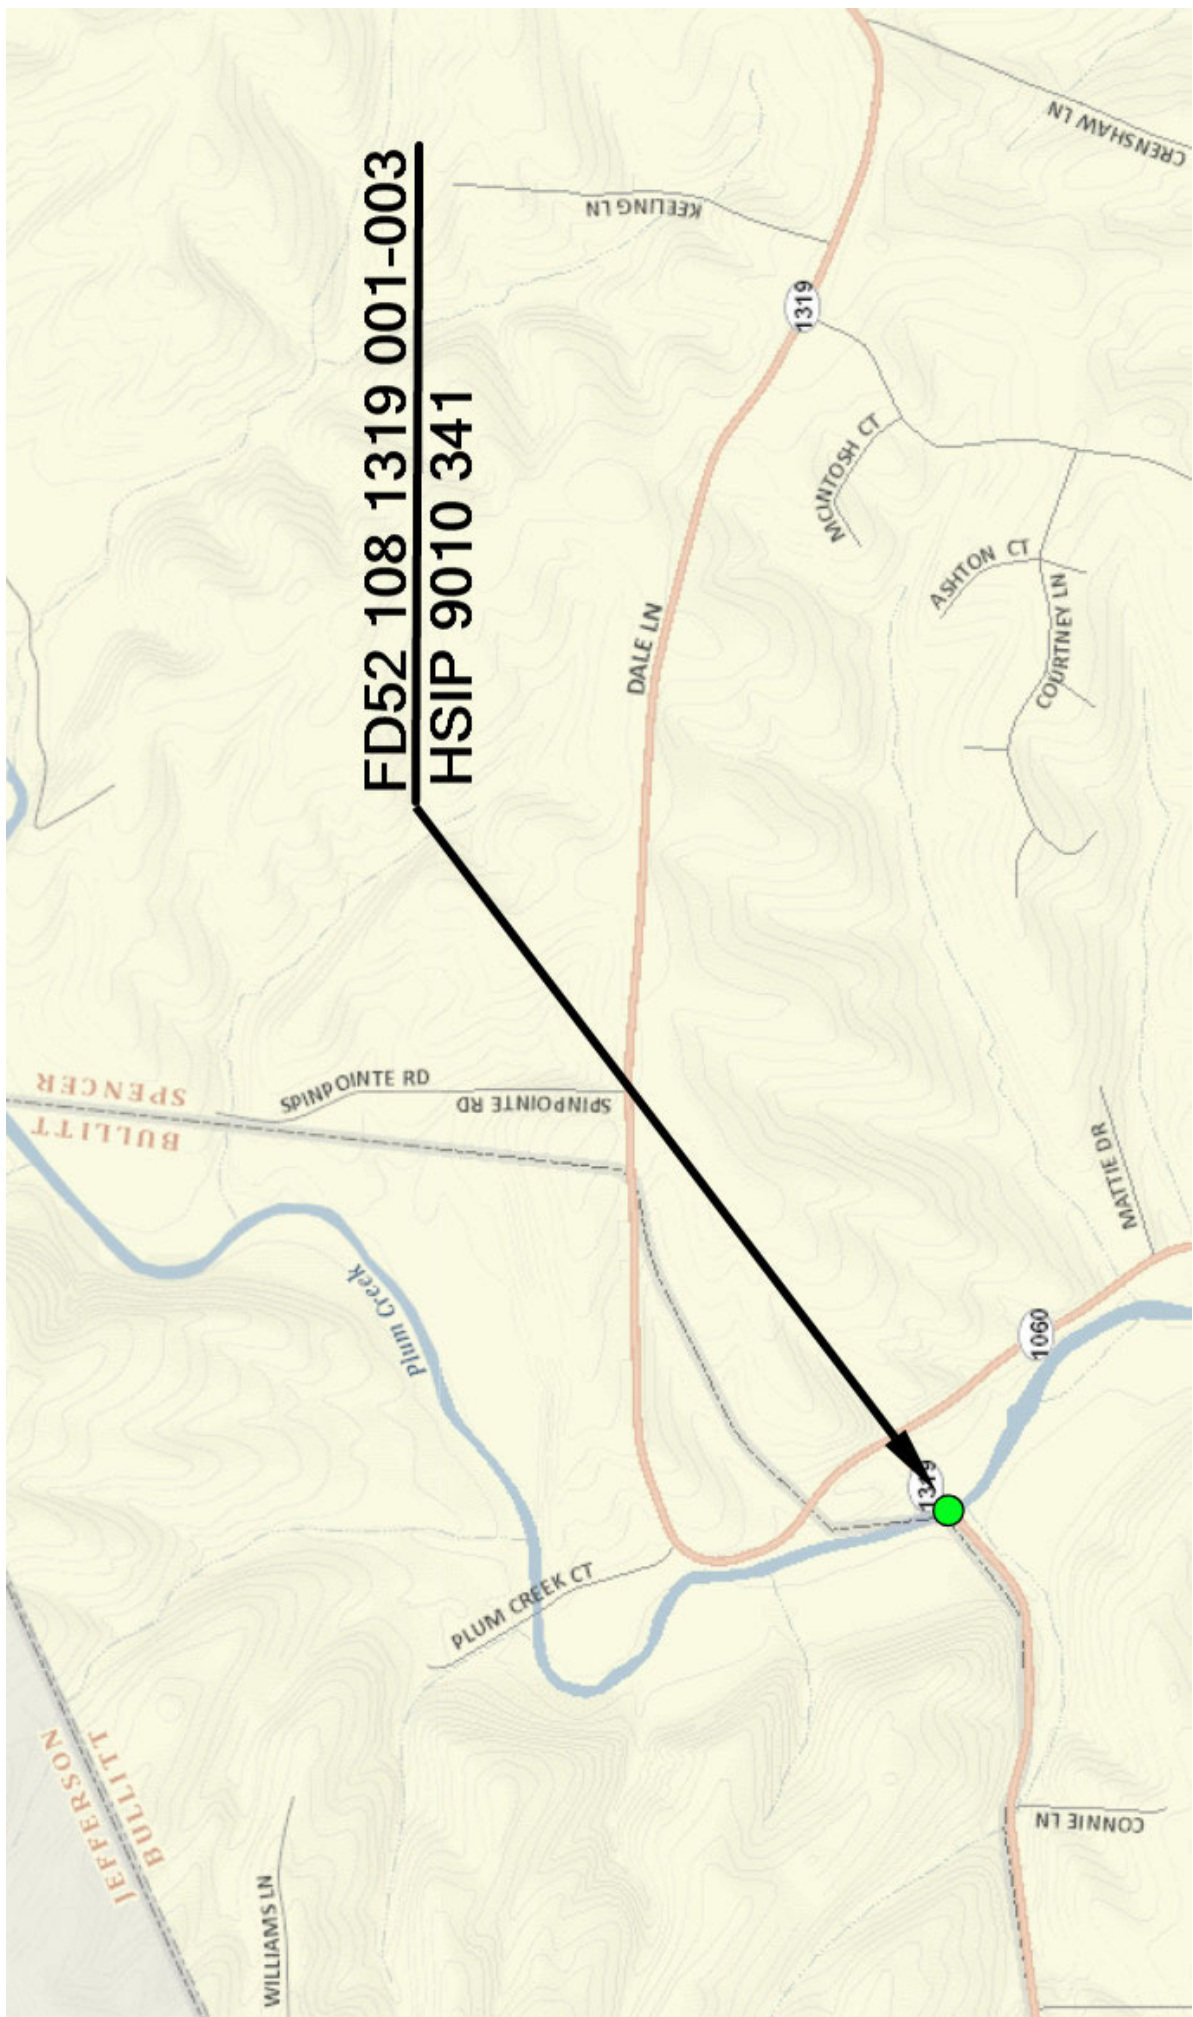 FD52 108 1319 001-003
HSIP 9010 341
CRENSHAW LN
KEELING LN
1319
MCINTOSH CT
ASHTON CT
COURTNEY LN
DALE LN
SPENCER
BULLITT
SPINPOINTE RD
SPINPOINTE RD
MATTIE DR
Plum Creek
1060
1319
PLUM CREEK CT
JEFFERSON
BULLITT
CONNIE LN
WILLIAMS LN